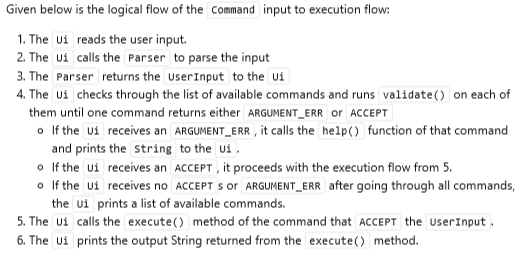 Given below is the logical flow of the Command input to execution flow:
1. The Ui reads the user input.
2. The Ui calls the Parser to parse the input
3. The Parser returns the UserInput to the Ui
4. The Ui checks through the list of available commands and runs validate() on each of
them until one command returns either ARGUMENT_ERR or ACCEPT
o If the Ui receives an ARGUMENT_ERR , it calls the help() function of that command
and prints the String to the Ui .
o If the Ui receives an ACCEPT , it proceeds with the execution flow from 5.
o If the Ui receives no ACCEPT s or ARGUMENT_ERR after going through all commands,
the Ui prints a list of available commands.
5. The Ui calls the execute() method of the command that ACCEPT the UserInput .
6. The Ui prints the output String returned from the execute() method.